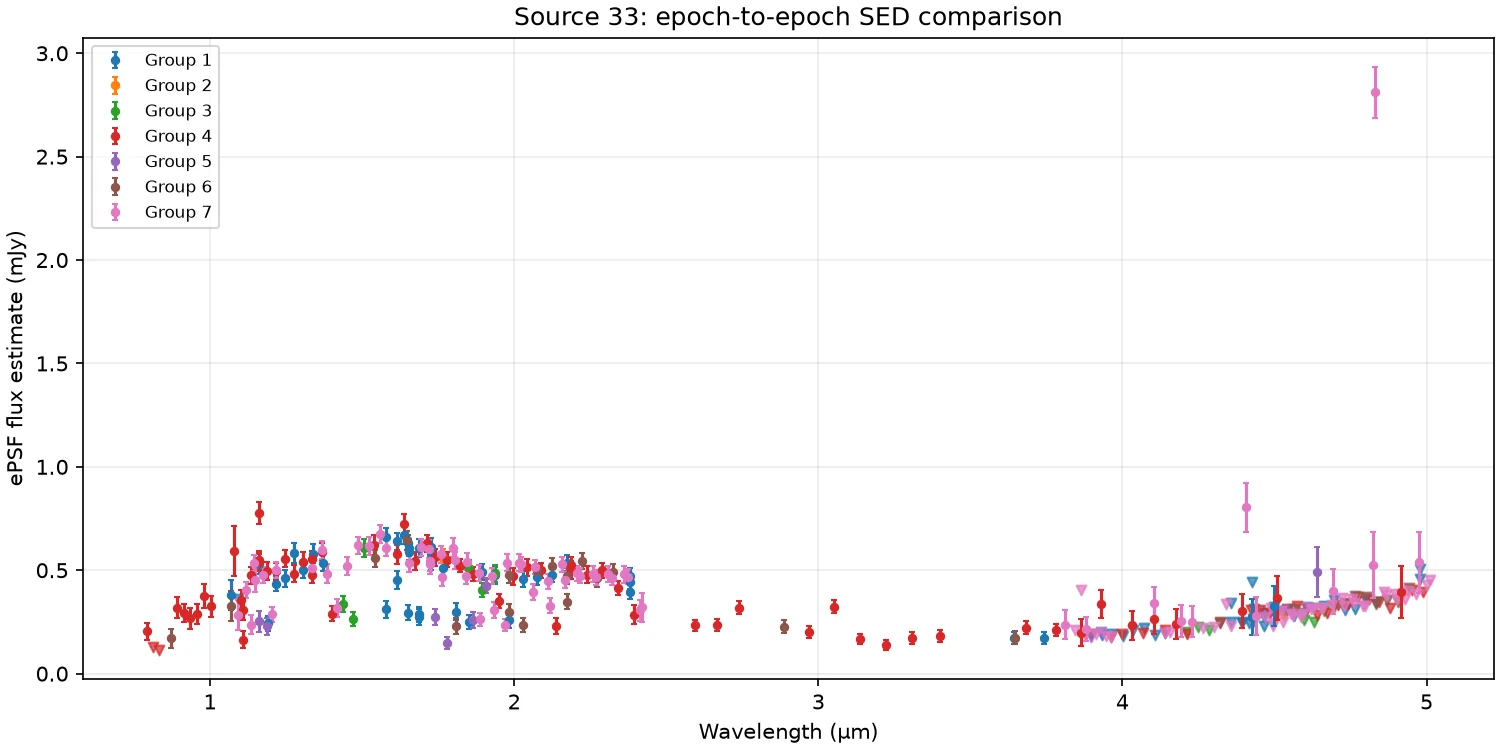 Source 33: epoch-to-epoch SED comparison
ePSF flux estimate (mJy)
3.0
2.5
2.0
1.5
1.0
0.5
0.0
Group 1
Group 2
Group 3
Group 4
Group 5
Group 6
Group 7
1 2 3 4 5
Wavelength (µm)